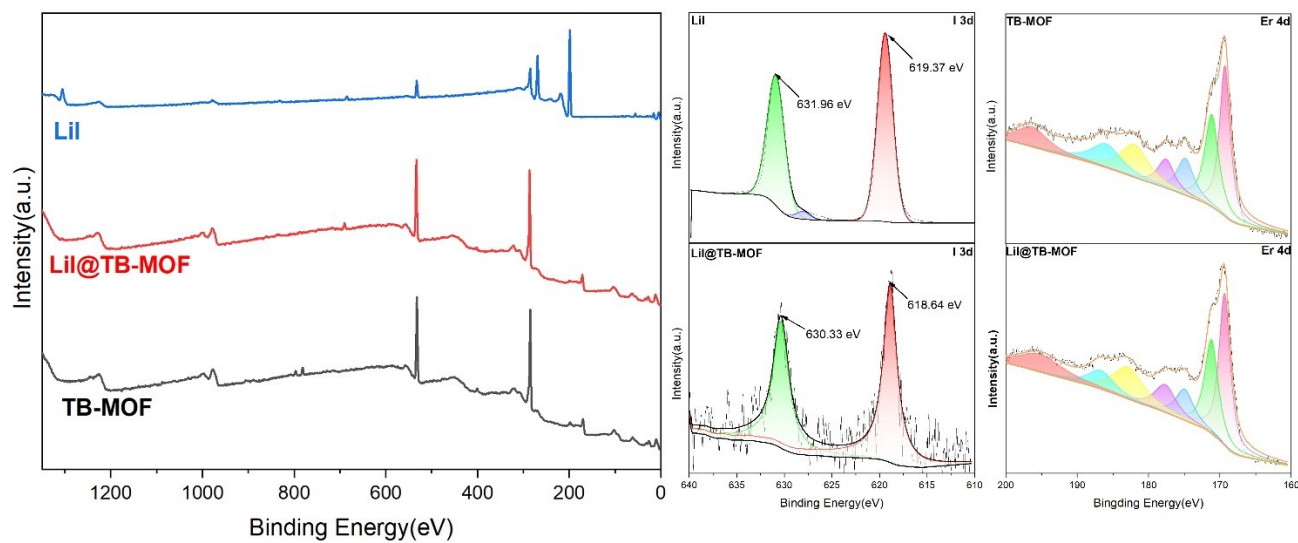 Intensity(a.u.)
LiI
LiI@TB-MOF
TB-MOF
1200 1000 800 600 400 200 0
Binding Energy(eV)
LiI I 3d
619.37 eV
631.96 eV
Intensity(a.u.)
LiI@TB-MOF I 3d
618.64 eV
630.33 eV
Intensity(a.u.)
640 635 630 625 620 615 610
Binding Energy(eV)
TB-MOF Er 4d
Intensity(a.u.)
LiI@TB-MOF Er 4d
Intensity(a.u.)
200 190 180 170 160
Bingding Energy(eV)